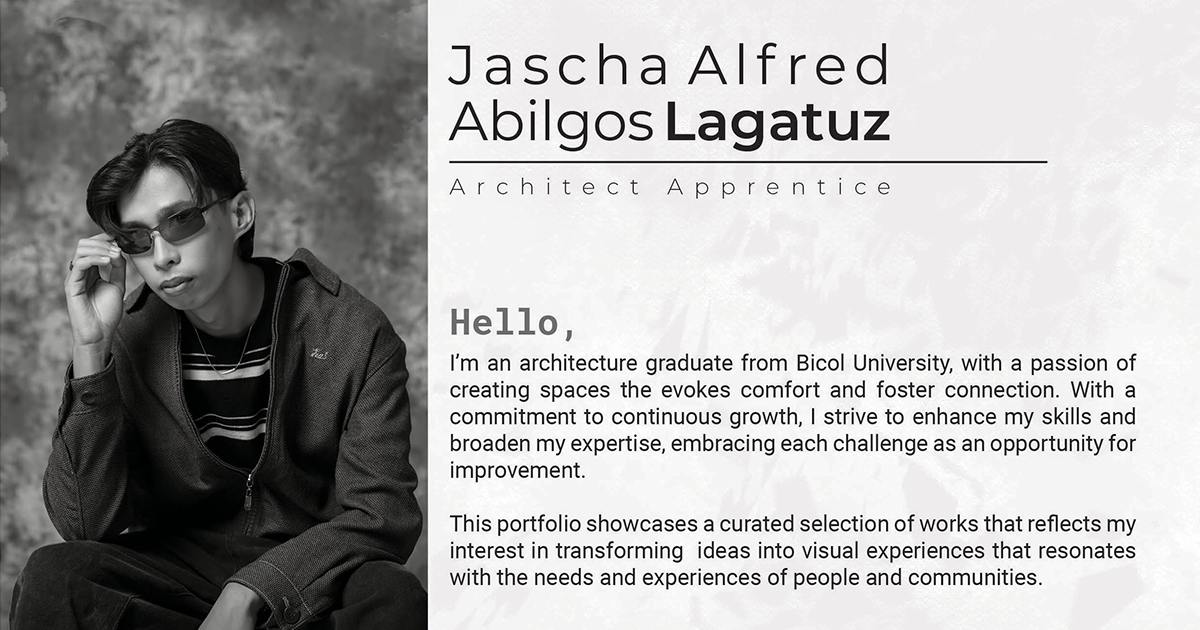 Jascha Alfred
Abilgos Lagatuz
Architect Apprentice
Hello,
I’m an architecture graduate from Bicol University, with a passion of
creating spaces the evokes comfort and foster connection. With a
commitment to continuous growth, I strive to enhance my skills and
broaden my expertise, embracing each challenge as an opportunity for
improvement.
This portfolio showcases a curated selection of works that reflects my
interest in transforming  ideas into visual experiences that resonates
with the needs and experiences of people and communities.